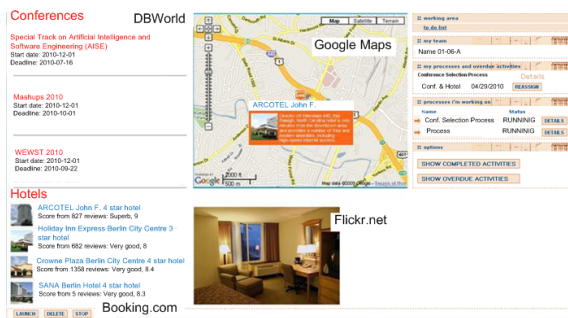 Conferences
DBWorld
Special Track on Artificial Intelligence and
Software Engineering (AISE)
Start date: 2010-12-01
Deadline: 2010-07-16
Mashups 2010
Start date: 2010-12-01
Deadline: 2010-10-01
WEWST 2010
Start date: 2010-12-01
Deadline: 2010-09-22
Hotels
ARCOTEL John F. 4 star hotel
Score from 827 reviews: Superb, 9
Holiday Inn Express Berlin City Centre 3
star hotel
Score from 682 reviews: Very good, 8
Crowne Plaza Berlin City Centre 4 star hotel
Score from 1358 reviews: Very good, 8.4
SANA Berlin Hotel 4 star hotel
Score from 5 reviews: Very good, 8.3
Booking.com
LAUNCH DELETE STOP
Map Satellite Terrain
Google Maps
ARCOTEL John F.
2000 ft
500 m
Google
Flickr.net
:: working area
to do list
:: my team
Name 01-06-A
:: my processes and overdue activities
Conference Selection Process Details
Conf. & Hotel 04/29/2010 REASSIGN
:: processes i'm working on
Name Status
Conf. Selection Process RUNNINIG DETAILS
Process RUNNINIG DETAILS
:: options
SHOW COMPLETED ACTIVITIES
SHOW OVERDUE ACTIVITIES